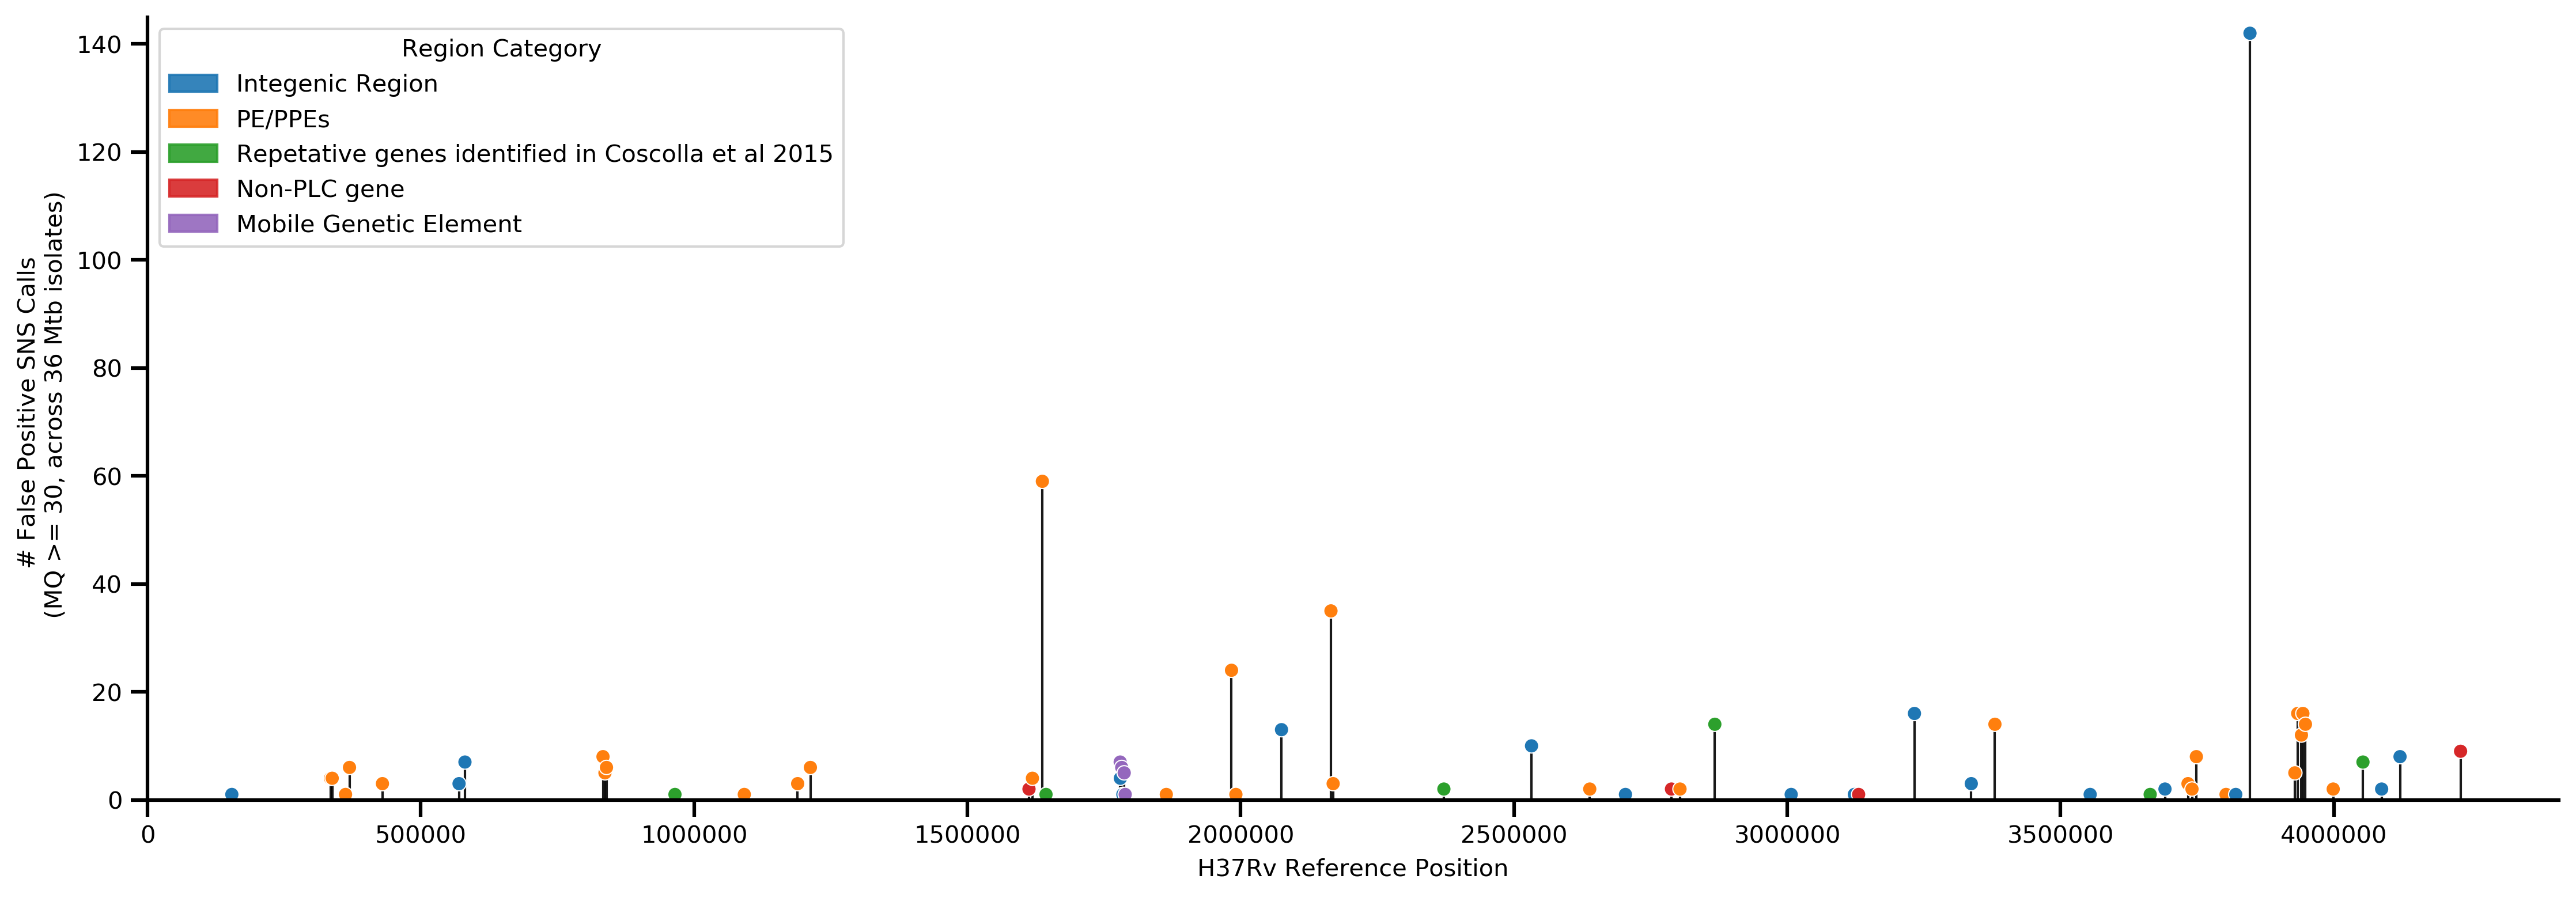 Region Category
Integenic Region
PE/PPEs
Repetative genes identified in Coscolla et al 2015
Non-PLC gene
Mobile Genetic Element
# False Positive SNS Calls
(MQ >= 30, across 36 Mtb isolates)
140
120
100
80
60
40
20
0
0 500000 1000000 1500000 2000000 2500000 3000000 3500000 4000000
H37Rv Reference Position